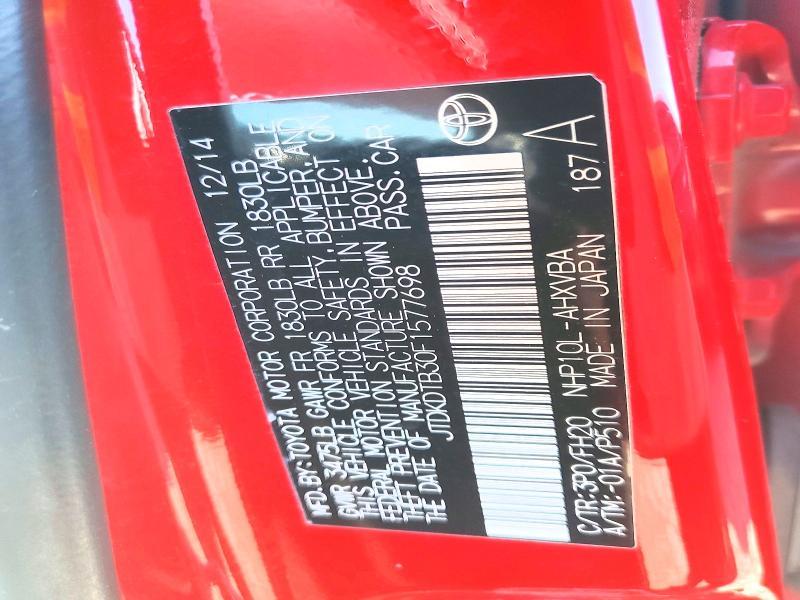 MFD.BY:TOYOTA MOTOR CORPORATION 12/14
GVWR 3475LB GAWR FR 1830LB RR 1830LB
THIS VEHICLE CONFORMS TO ALL APPLICABLE
FEDERAL MOTOR VEHICLE SAFETY,BUMPER,AND
THEFT PREVENTION STANDARDS IN EFFECT ON
THE DATE OF MANUFACTURE SHOWN ABOVE.
JTDKDTB30F1577698 PASS.CAR
C/TR:3P0/FH20 NHP10L-AHXVBA 187 A
A/TM:-01A/P510 MADE IN JAPAN